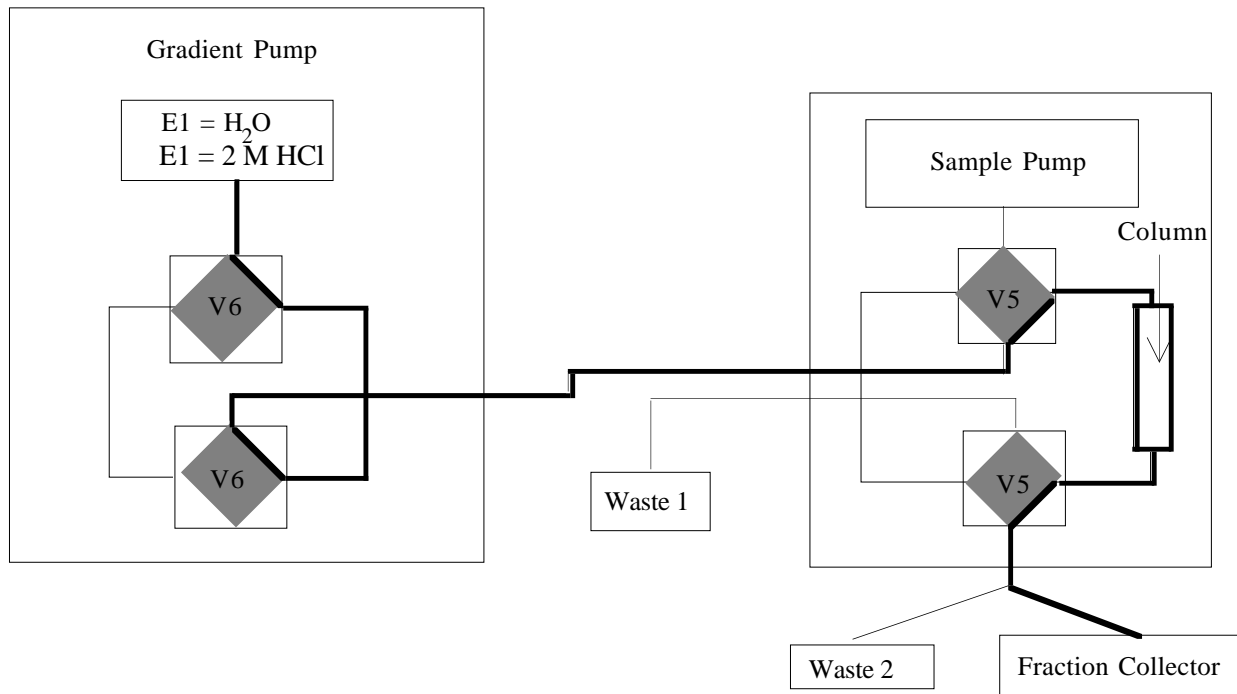 Gradient Pump
E1 = H₂O
E1 = 2 M HCl
V6
V6
Sample Pump
Column
V5
V5
Waste 1
Waste 2
Fraction Collector